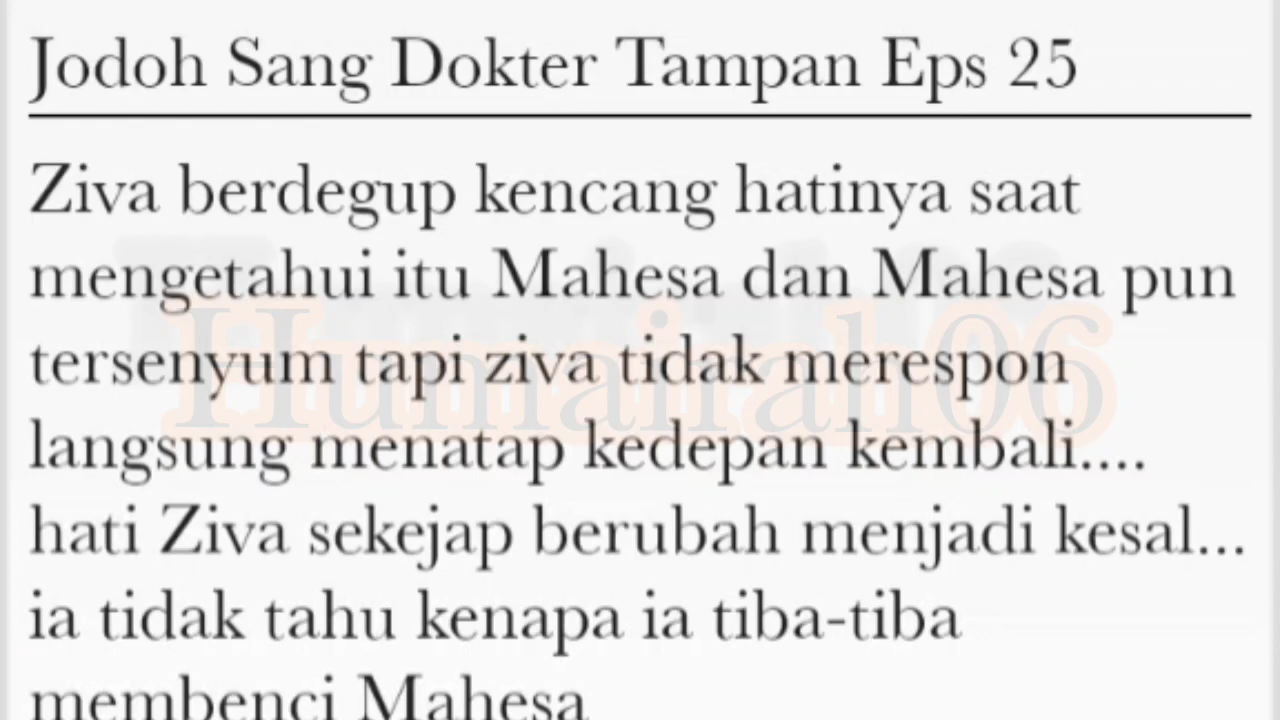 Jodoh Sang Dokter Tampan Eps 25
Ziva berdegup kencang hatinya saat
mengetahui itu Mahesa dan Mahesa pun
tersenyum tapi ziva tidak merespon
langsung menatap kedepan kembali....
hati Ziva sekejap berubah menjadi kesal...
ia tidak tahu kenapa ia tiba-tiba
membenci Mahesa
Humairah06